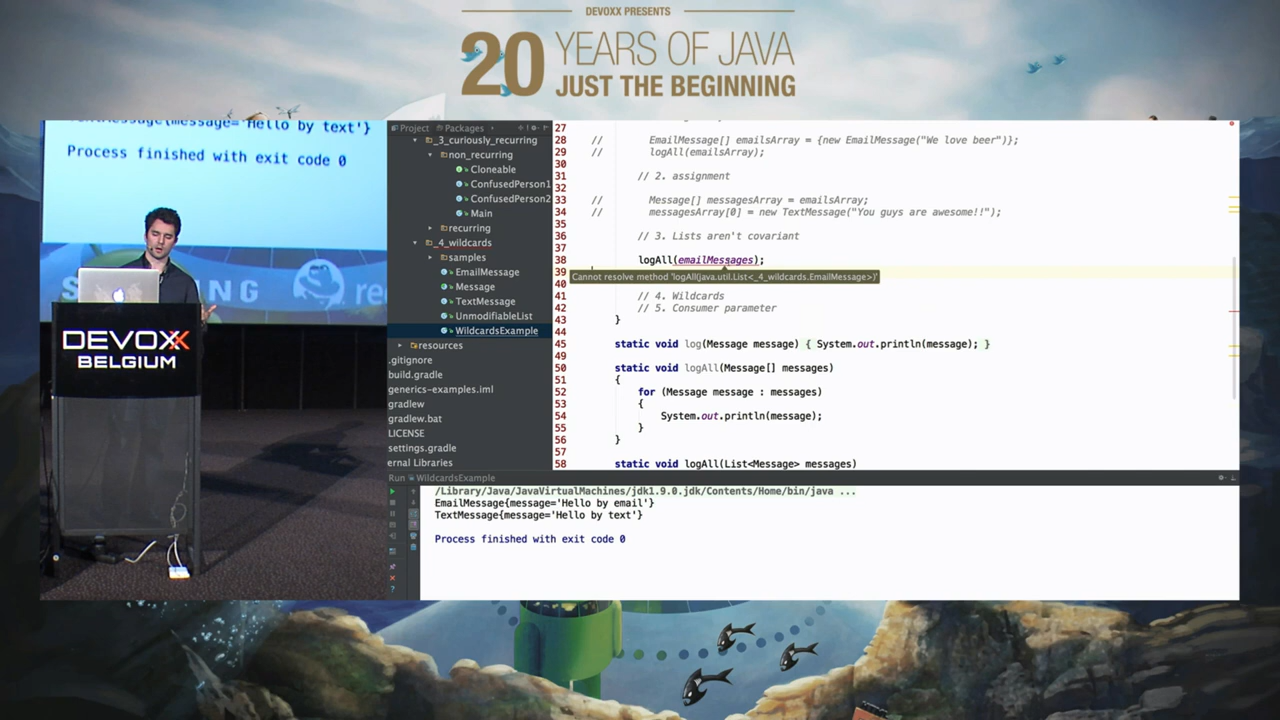 DEVOXX PRESENTS
20 YEARS OF JAVA
JUST THE BEGINNING
message='Hello by text'}
Process finished with exit code 0
DEVOXX
BELGIUM
Project Packages
_3_curiously_recurring
non_recurring
Cloneable
ConfusedPerson1
ConfusedPerson2
Main
recurring
_4_wildcards
samples
EmailMessage
Message
TextMessage
UnmodifiableList
WildcardsExample
resources
.gitignore
build.gradle
generics-examples.iml
gradlew
gradlew.bat
LICENSE
settings.gradle
ernal Libraries
27
28 // EmailMessage[] emailsArray = {new EmailMessage("We love beer")};
29 // logAll(emailsArray);
30
31 // 2. assignment
32
33 // Message[] messagesArray = emailsArray;
34 // messagesArray[0] = new TextMessage("You guys are awesome!!");
35
36 // 3. Lists aren't covariant
37
38 logAll(emailMessages);
39 Cannot resolve method 'logAll(java.util.List<_4_wildcards.EmailMessage>)'
40
41 // 4. Wildcards
42 // 5. Consumer parameter
43 }
44
45 static void log(Message message) { System.out.println(message); }
49
50 static void logAll(Message[] messages)
51 {
52 for (Message message : messages)
53 {
54 System.out.println(message);
55 }
56 }
57
58 static void logAll(List<Message> messages)
Run WildcardsExample
/Library/Java/JavaVirtualMachines/jdk1.9.0.jdk/Contents/Home/bin/java ...
EmailMessage{message='Hello by email'}
TextMessage{message='Hello by text'}
Process finished with exit code 0